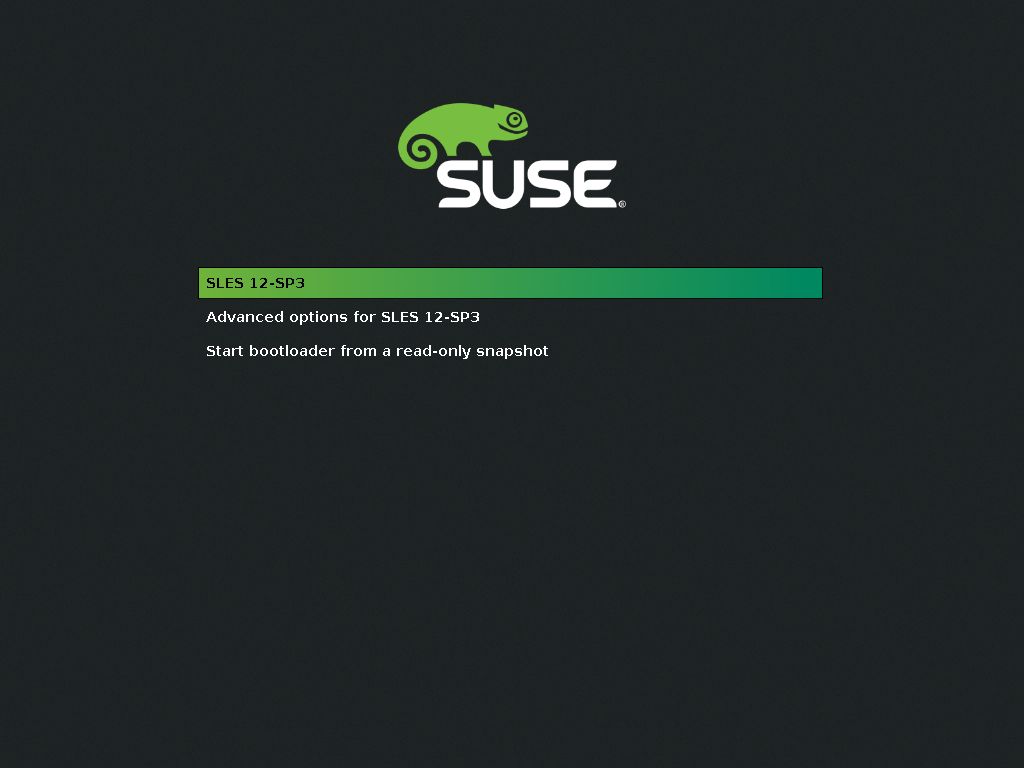 SUSE®
SLES 12-SP3
Advanced options for SLES 12-SP3
Start bootloader from a read-only snapshot